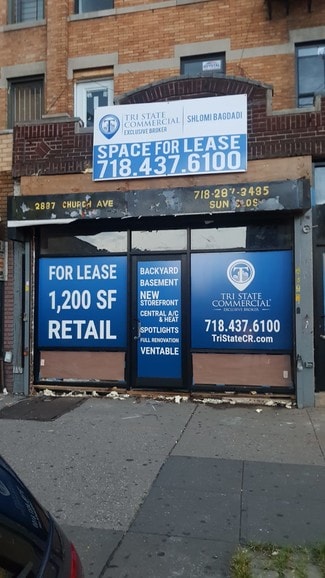 TRI STATE
COMMERCIAL
EXCLUSIVE BROKER
SHLOMI BAGDADI
SPACE FOR LEASE
718.437.6100
2897 CHURCH AVE
718-287-3495
FOR LEASE
1,200 SF
RETAIL
BACKYARD
BASEMENT
NEW
STOREFRONT
CENTRAL A/C
& HEAT
SPOTLIGHTS
FULL RENOVATION
VENTABLE
TRI STATE
COMMERCIAL
EXCLUSIVE BROKER
718.437.6100
TriStateCR.com